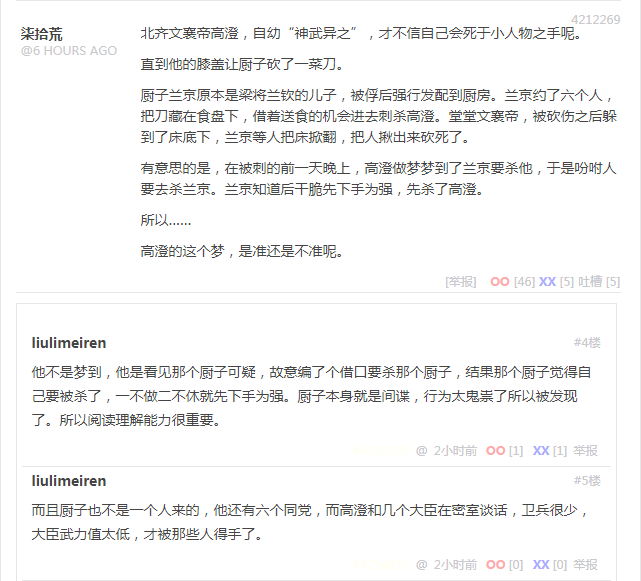 4212269
柒拾荒
@6 HOURS AGO
北齐文襄帝高澄，自幼“神武异之”，才不信自己会死于小人物之手呢。
直到他的膝盖让厨子砍了一菜刀。
厨子兰京原本是梁将兰钦的儿子，被俘后强行发配到厨房。兰京约了六个人，
把刀藏在食盘下，借着送食的机会进去刺杀高澄。堂堂文襄帝，被砍伤之后躲
到了床底下，兰京等人把床掀翻，把人揪出来砍死了。
有意思的是，在被刺的前一天晚上，高澄做梦梦到了兰京要杀他，于是吩咐人
要去杀兰京。兰京知道后干脆先下手为强，先杀了高澄。
所以……
高澄的这个梦，是准还是不准呢。
[举报] OO [46] XX [5] 吐槽 [5]
liulimeiren #4楼
他不是梦到，他是看见那个厨子可疑，故意编了个借口要杀那个厨子，结果那个厨子觉得自
己要被杀了，一不做二不休就先下手为强。厨子本身就是间谍，行为太鬼祟了所以被发现
了。所以阅读理解能力很重要。
@ 2小时前 OO [1] XX [1] 举报
liulimeiren #5楼
而且厨子也不是一个人来的，他还有六个同党，而高澄和几个大臣在密室谈话，卫兵很少，
大臣武力值太低，才被那些人得手了。
@ 2小时前 OO [0] XX [0] 举报